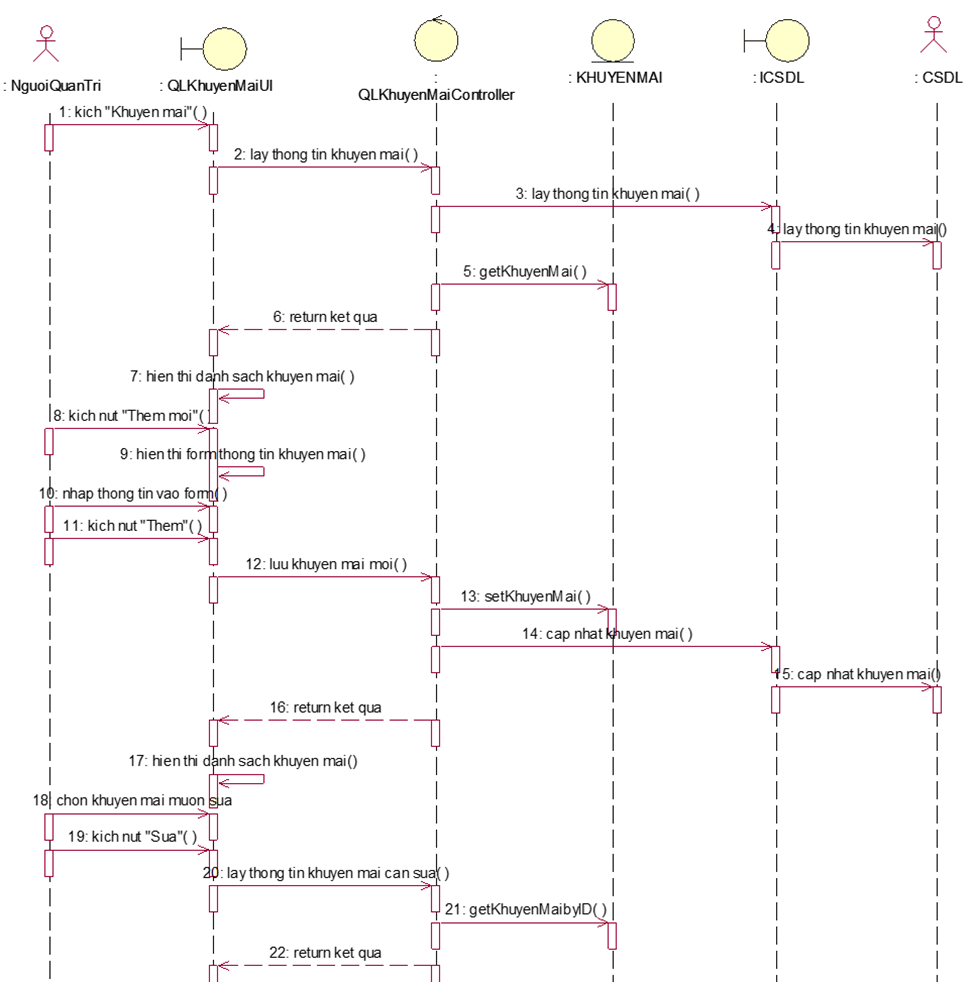 : NguoiQuanTri
: QLKhuyenMaiUI
:
QLKhuyenMaiController
: KHUYENMAI
: ICSDL
: CSDL
1: kich "Khuyen mai"( )
2: lay thong tin khuyen mai( )
3: lay thong tin khuyen mai( )
4: lay thong tin khuyen mai()
5: getKhuyenMai( )
6: return ket qua
7: hien thi danh sach khuyen mai( )
8: kich nut "Them moi"( )
9: hien thi form thong tin khuyen mai( )
10: nhap thong tin vao form( )
11: kich nut "Them"( )
12: luu khuyen mai moi( )
13: setKhuyenMai( )
14: cap nhat khuyen mai( )
15: cap nhat khuyen mai()
16: return ket qua
17: hien thi danh sach khuyen mai()
18: chon khuyen mai muon sua
19: kich nut "Sua"( )
20: lay thong tin khuyen mai can sua( )
21: getKhuyenMaibyID( )
22: return ket qua